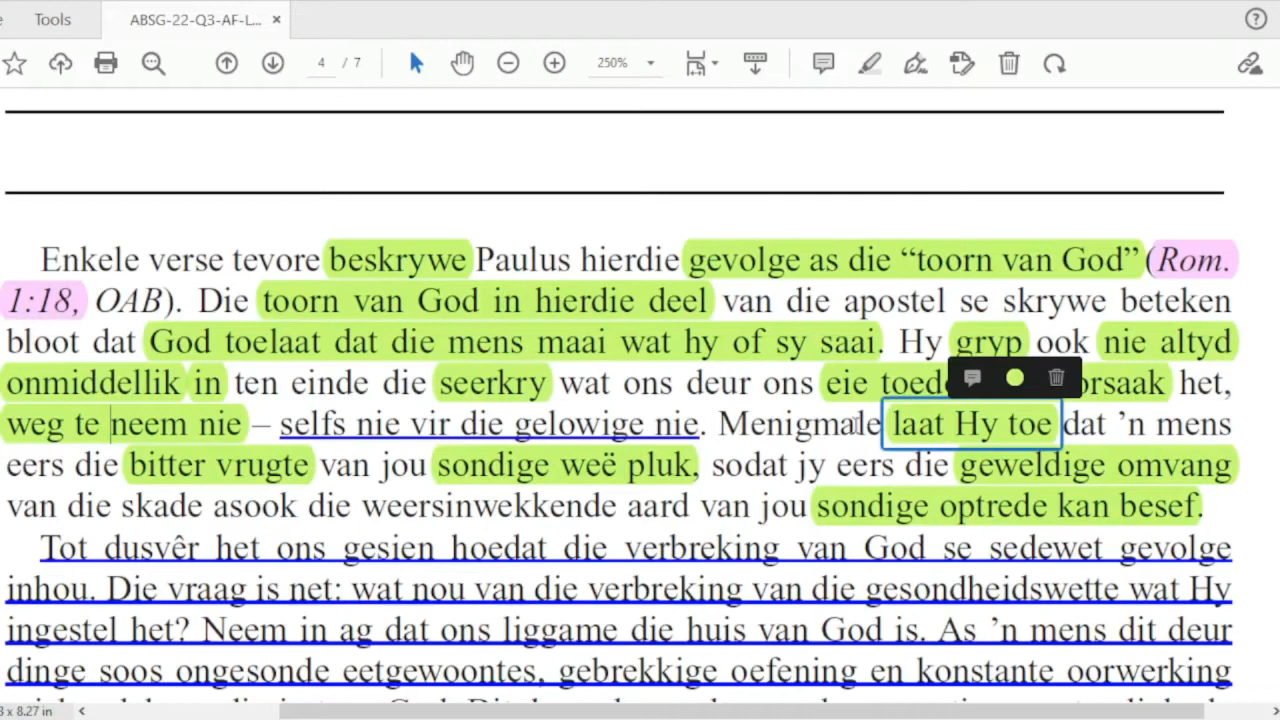 Tools
ABSG-22-Q3-AF-L... ×
4 / 7
250%
Enkele verse tevore beskrywe Paulus hierdie gevolge as die “toorn van God” (Rom.
1:18, OAB). Die toorn van God in hierdie deel van die apostel se skrywe beteken
bloot dat God toelaat dat die mens maai wat hy of sy saai. Hy gryp ook nie altyd
onmiddellik in ten einde die seerkry wat ons deur ons eie het,
weg te neem nie – selfs nie vir die gelowige nie. Menigmale laat Hy toe dat ’n mens
eers die bitter vrugte van jou sondige weë pluk, sodat jy eers die geweldige omvang
van die skade asook die weersinwekkende aard van jou sondige optrede kan besef.
Tot dusvêr het ons gesien hoedat die verbreking van God se sedewet gevolge
inhou. Die vraag is net: wat nou van die verbreking van die gesondheidswette wat Hy
ingestel het? Neem in ag dat ons liggame die huis van God is. As ’n mens dit deur
dinge soos ongesonde eetgewoontes, gebrekkige oefening en konstante oorwerking
x 8.27 in